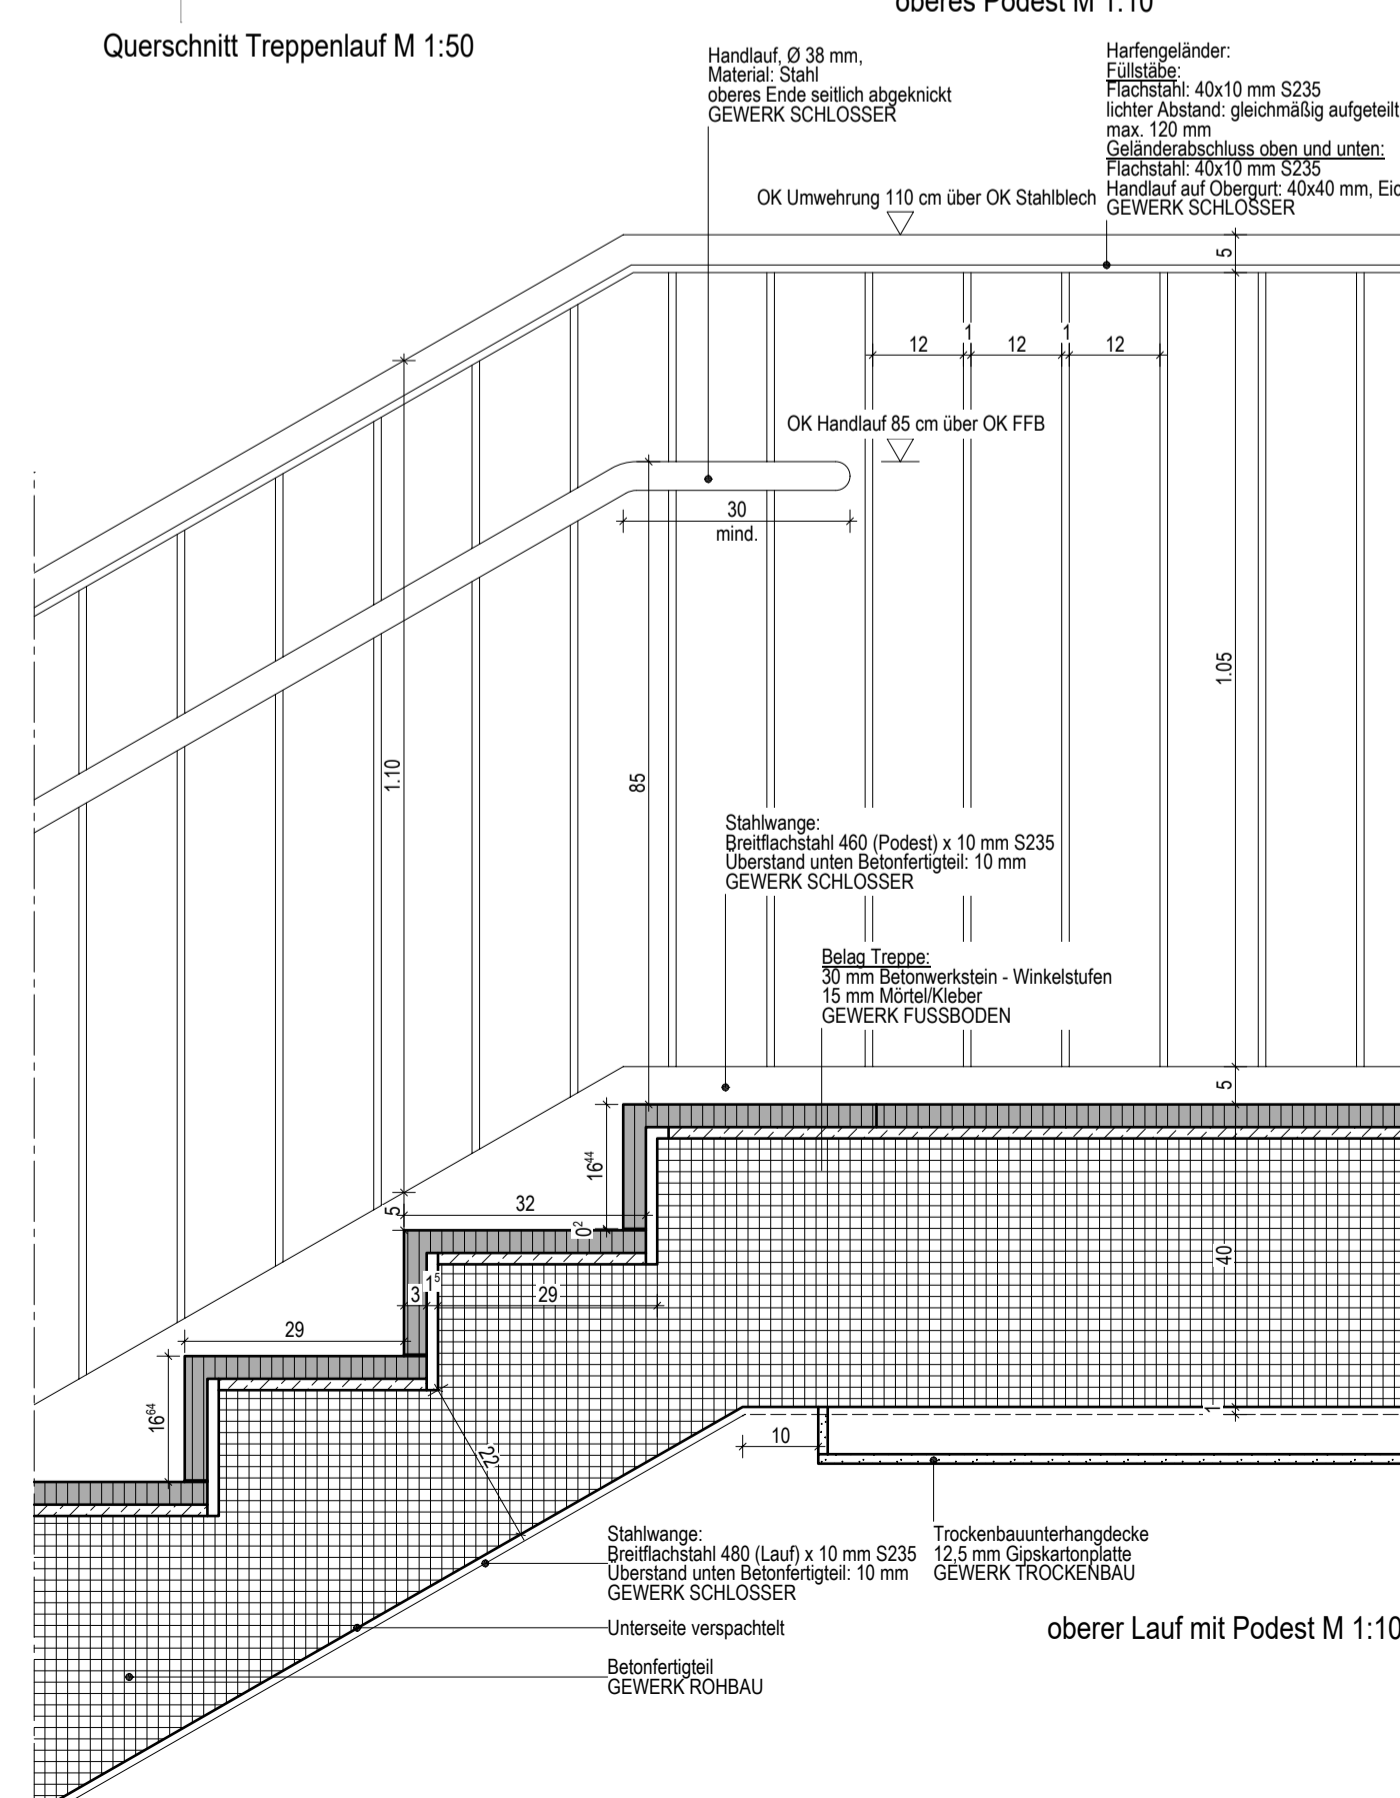 oberes Podest M 1:10
Querschnitt Treppenlauf M 1:50
Handlauf, Ø 38 mm,
Material: Stahl
oberes Ende seitlich abgeknickt
GEWERK SCHLOSSER
Harfengeländer:
Füllstäbe:
Flachstahl: 40x10 mm S235
lichter Abstand: gleichmäßig aufgeteilt
max. 120 mm
Geländerabschluss oben und unten:
Flachstahl: 40x10 mm S235
Handlauf auf Obergurt: 40x40 mm, Eic
GEWERK SCHLOSSER
OK Umwehrung 110 cm über OK Stahlblech
5
1 1
12 12 12
OK Handlauf 85 cm über OK FFB
30
mind.
1.05
1.10
85
Stahlwange:
Breitflachstahl 460 (Podest) x 10 mm S235
Überstand unten Betonfertigteil: 10 mm
GEWERK SCHLOSSER
Belag Treppe:
30 mm Betonwerkstein - Winkelstufen
15 mm Mörtel/Kleber
GEWERK FUSSBODEN
5
16⁴⁴
32
5
0²
40
3 1⁵ 29
29
16⁶⁴
1
10
22
Stahlwange:
Breitflachstahl 480 (Lauf) x 10 mm S235
Überstand unten Betonfertigteil: 10 mm
GEWERK SCHLOSSER
Trockenbauunterhangdecke
12,5 mm Gipskartonplatte
GEWERK TROCKENBAU
Unterseite verspachtelt
oberer Lauf mit Podest M 1:10
Betonfertigteil
GEWERK ROHBAU